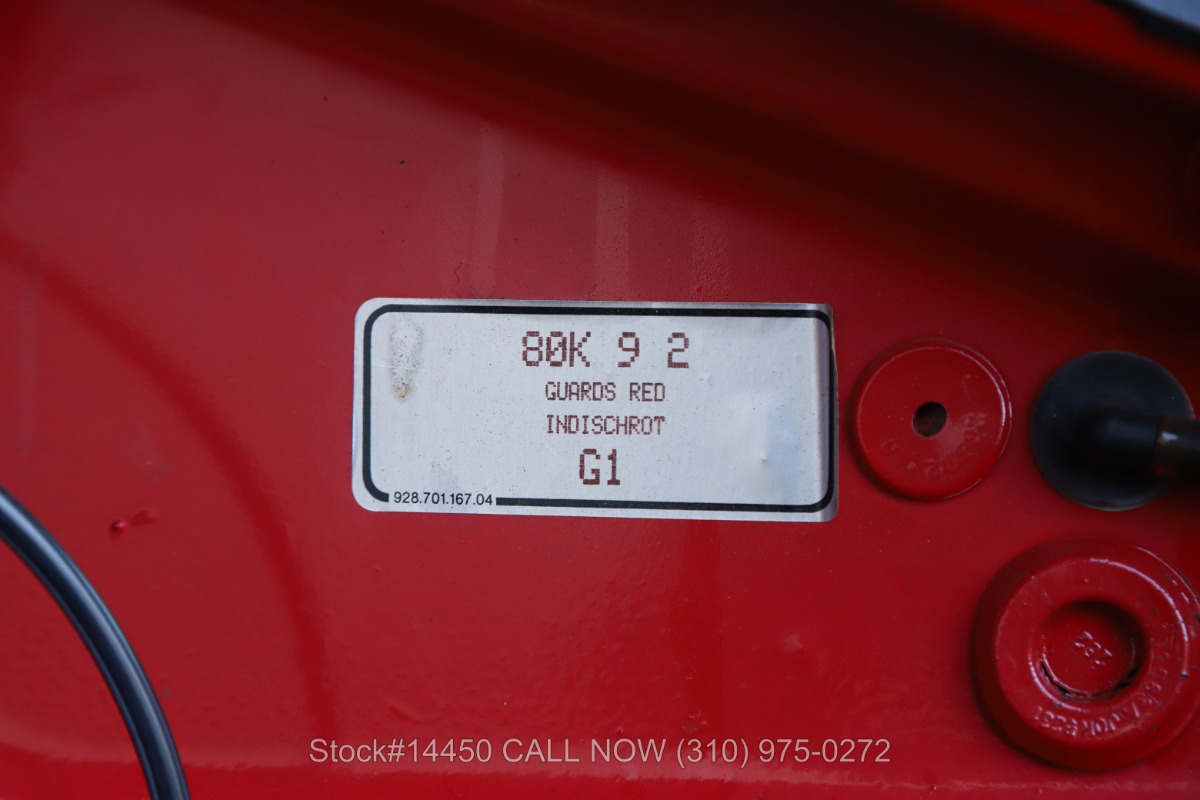 80K 9 2
GUARDS RED
INDISCHROT
G1
928.701.167.04
Stock#14450 CALL NOW (310) 975-0272